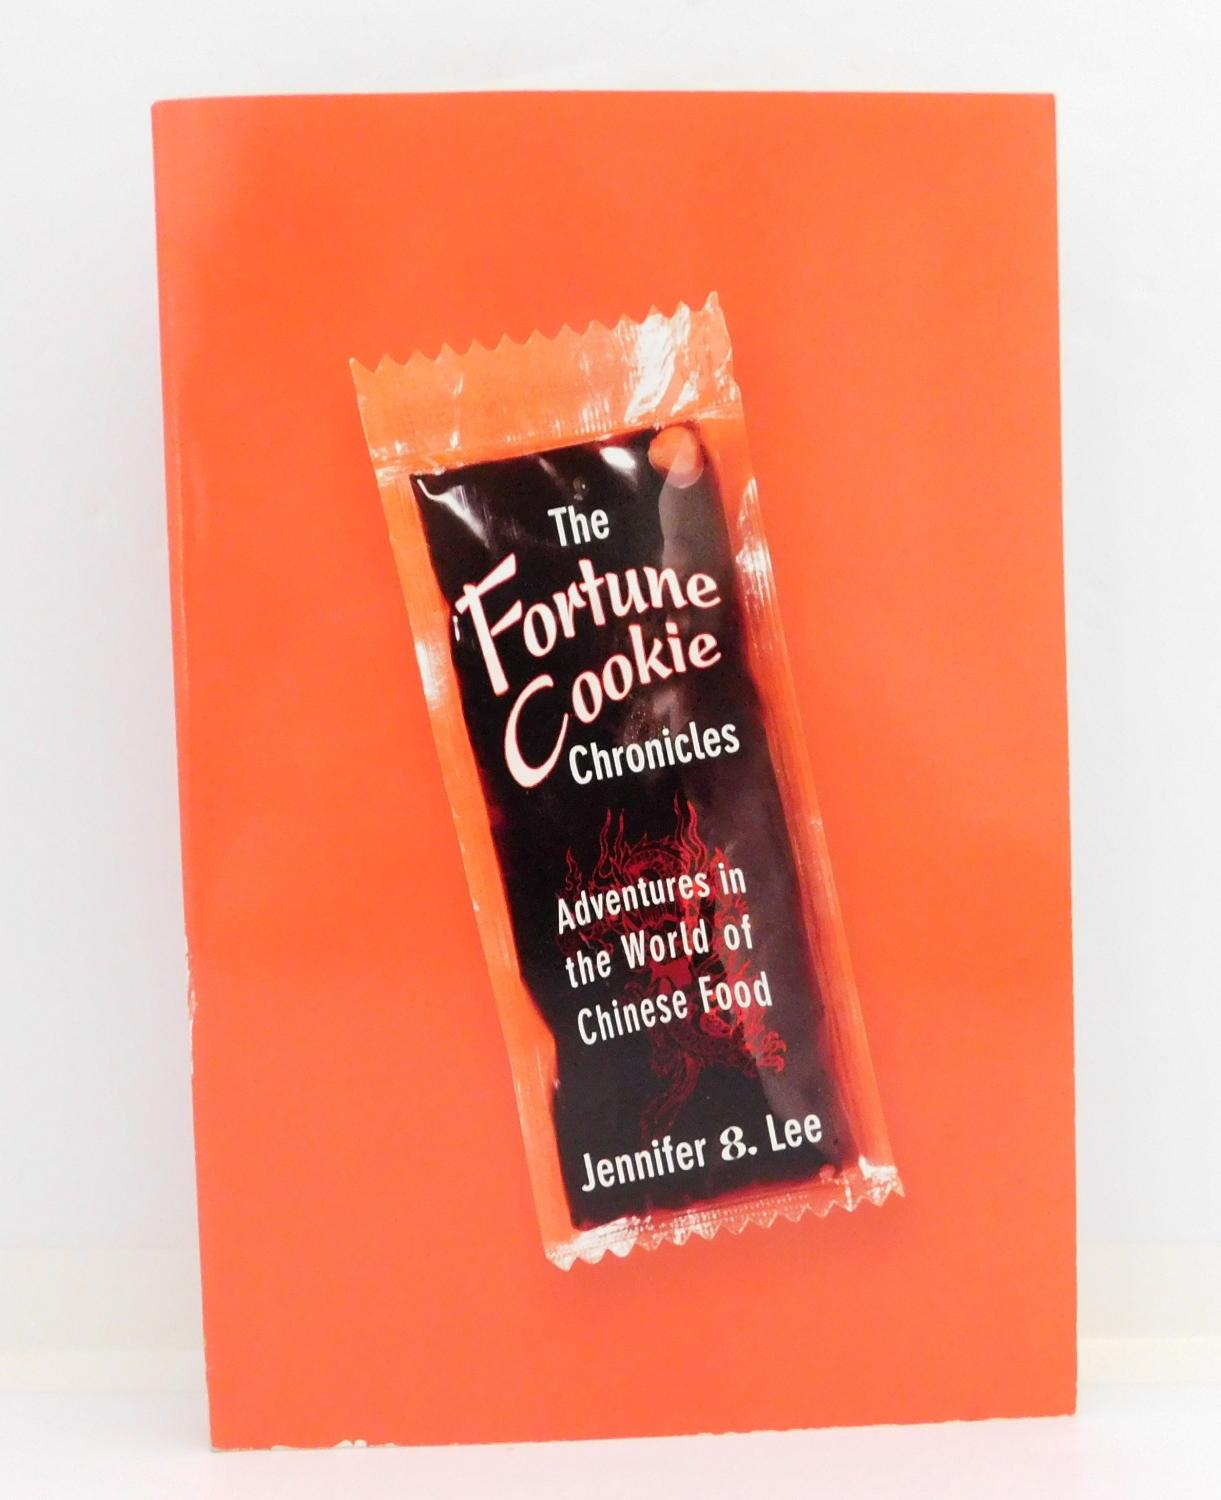 The
Fortune
Cookie
Chronicles
Adventures in
the World of
Chinese Food
Jennifer 8. Lee